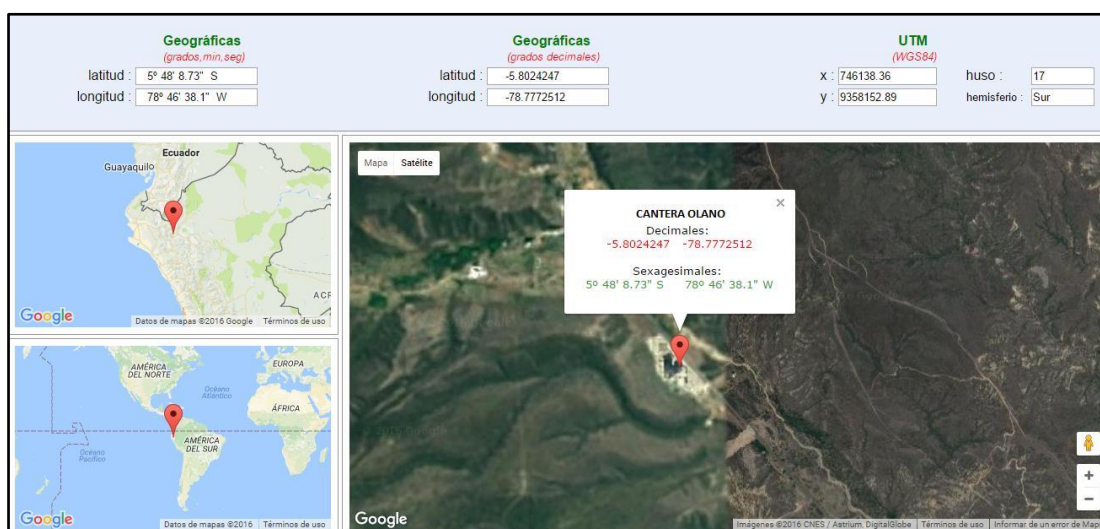 Geográficas
(grados,min,seg)
latitud : 5º 48' 8.73" S
longitud : 78º 46' 38.1" W
Geográficas
(grados decimales)
latitud : -5.8024247
longitud : -78.7772512
UTM
(WGS84)
x : 746138.36 huso : 17
y : 9358152.89 hemisferio : Sur
Ecuador
Guayaquil
Google
Datos de mapas ©2016 Google Términos de uso
AMÉRICA
DEL NORTE
EUROPA
Océano
Atlántico
ÁFRICA
Océano
Pacífico
AMÉRICA
DEL SUR
Google
Datos de mapas ©2016 Términos de uso
Mapa Satélite
×
CANTERA OLANO
Decimales:
-5.8024247 -78.7772512
Sexagesimales:
5º 48' 8.73" S 78º 46' 38.1" W
+
−
Google
Imágenes ©2016 CNES / Astrium, DigitalGlobe Términos de uso Informar de un error de Map